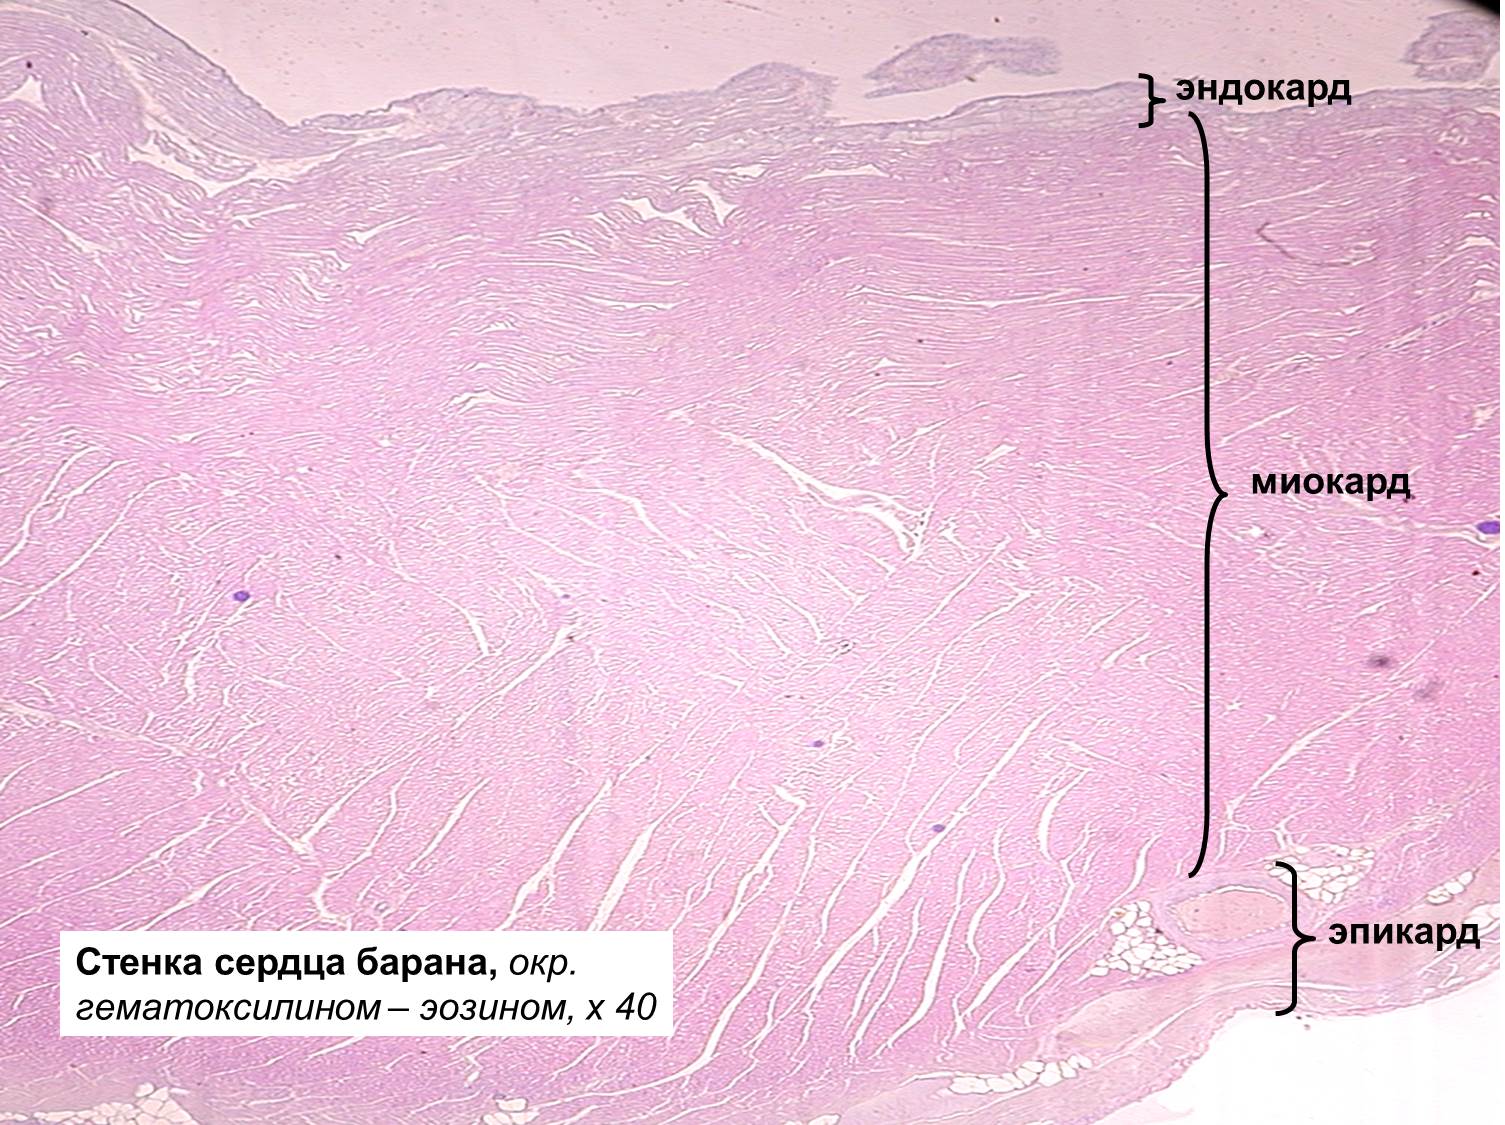 эндокард
миокард
эпикард
Стенка сердца барана, окр.
гематоксилином – эозином, х 40